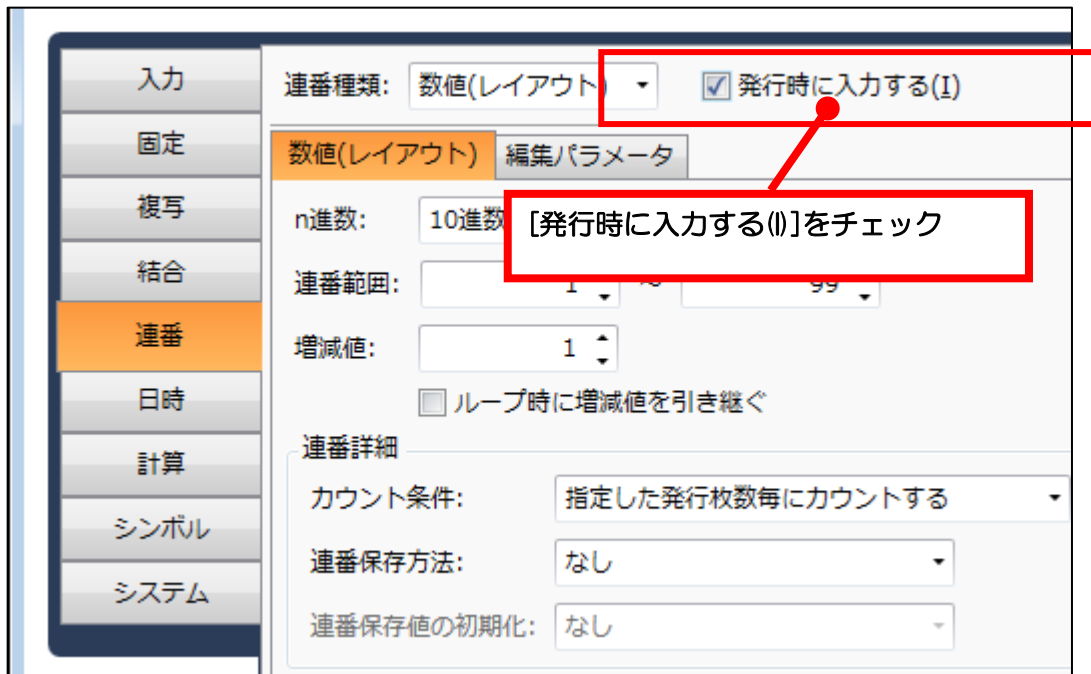 入力
固定
複写
結合
連番
日時
計算
シンボル
システム
連番種類: 数値(レイアウト) 発行時に入力する(I)
数値(レイアウト) 編集パラメータ
n進数: 10進数
[発行時に入力する(I)]をチェック
連番範囲: 1 ~ 99
増減値: 1
ループ時に増減値を引き継ぐ
連番詳細
カウント条件: 指定した発行枚数毎にカウントする
連番保存方法: なし
連番保存値の初期化: なし